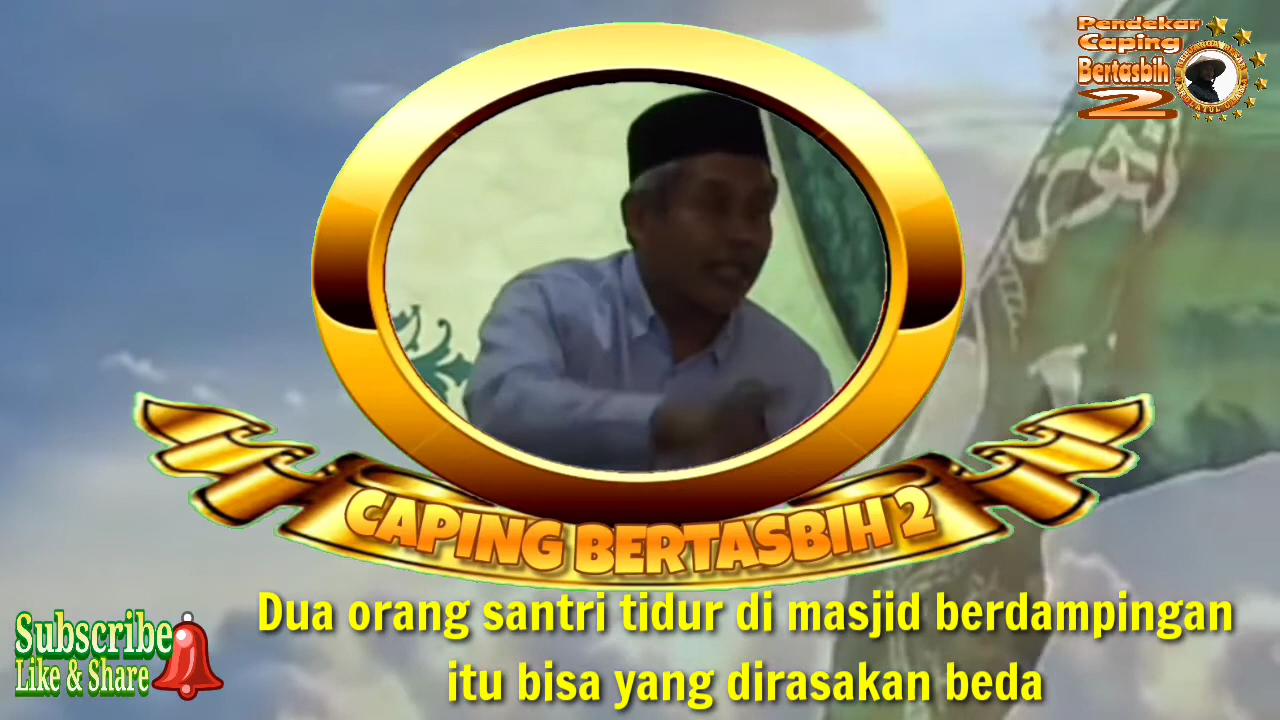 Pendekar
Caping
Bertasbih
2
CAPING BERTASBIH 2
Dua orang santri tidur di masjid berdampingan
itu bisa yang dirasakan beda
Subscribe
Like & Share